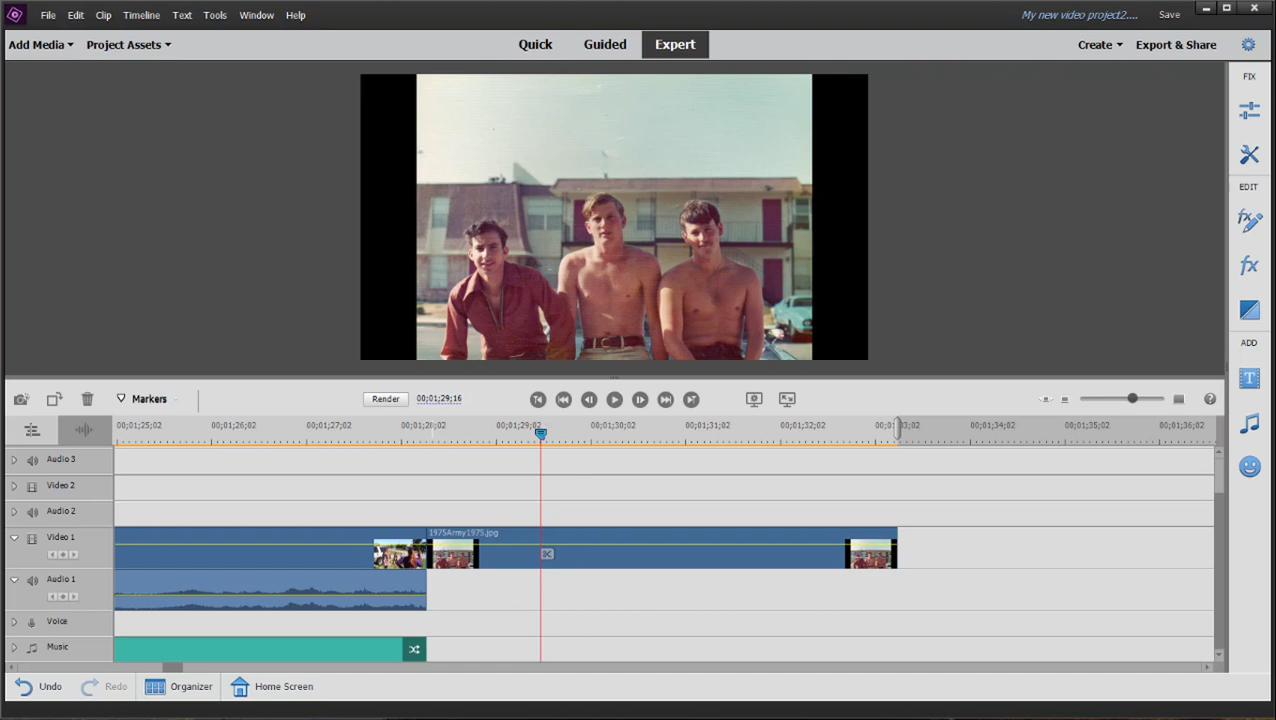 File Edit Clip Timeline Text Tools Window Help My new video project2.... Save
Add Media Project Assets Quick Guided Expert Create Export & Share
FIX
EDIT
ADD
Markers Render 00;01;29;16
00;01;25;02 00;01;26;02 00;01;27;02 00;01;28;02 00;01;29;02 00;01;30;02 00;01;31;02 00;01;32;02 00;01;34;02 00;01;35;02 00;01;36;02
Audio 3
Video 2
Audio 2
1975Army1975.jpg
Video 1
Audio 1
Voice
Music
Undo Redo Organizer Home Screen